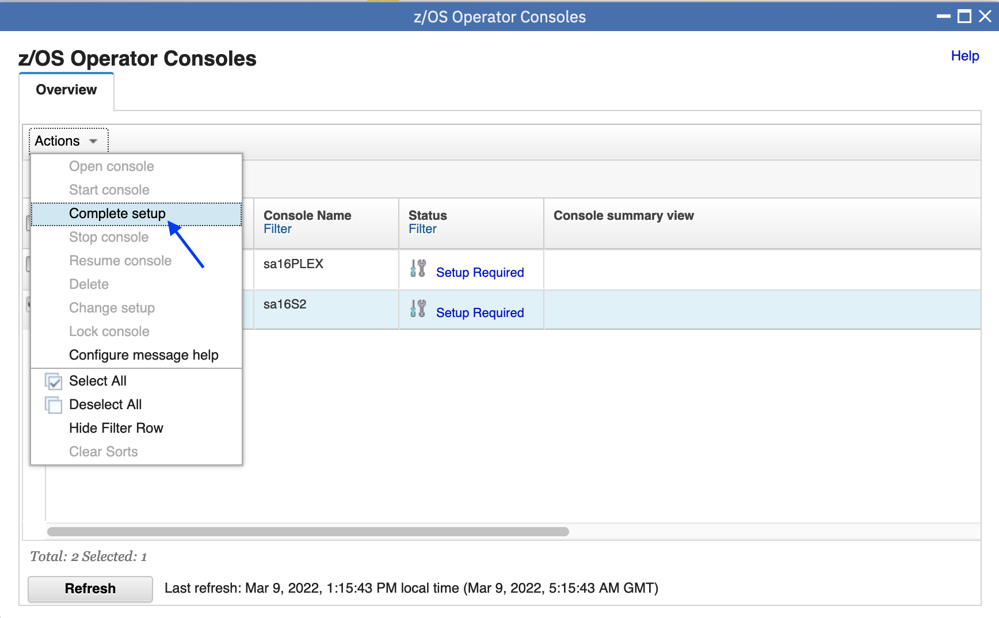 z/OS Operator Consoles
z/OS Operator Consoles
Help
Overview
Actions
Open console
Start console
Complete setup
Stop console
Resume console
Delete
Change setup
Lock console
Configure message help
Select All
Deselect All
Hide Filter Row
Clear Sorts
Console Name
Filter
Status
Filter
Console summary view
sa16PLEX
Setup Required
sa16S2
Setup Required
Total: 2 Selected: 1
Refresh
Last refresh: Mar 9, 2022, 1:15:43 PM local time (Mar 9, 2022, 5:15:43 AM GMT)